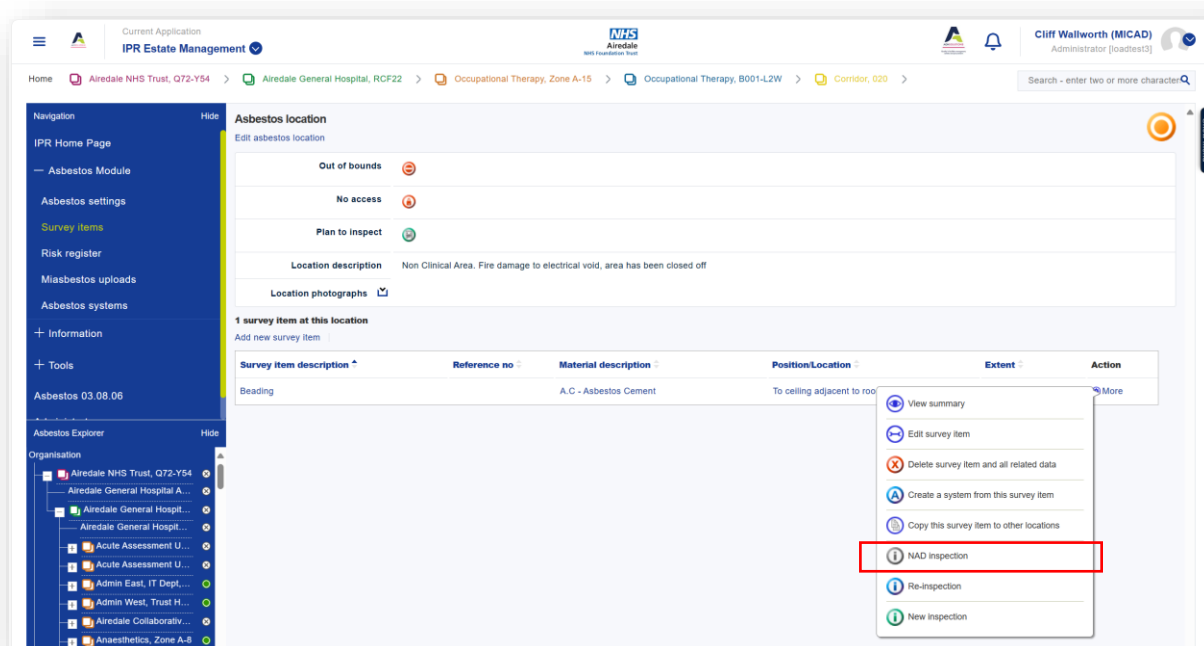 Current Application
IPR Estate Management
NHS
Airedale
NHS Foundation Trust
Cliff Wallworth (MICAD)
Administrator [loadtest3]
Home Airedale NHS Trust, Q72-Y54 > Airedale General Hospital, RCF22 > Occupational Therapy, Zone A-15 > Occupational Therapy, B001-L2W > Corridor, 020 >
Search - enter two or more character
Navigation Hide
IPR Home Page
— Asbestos Module
Asbestos settings
Survey items
Risk register
Miasbestos uploads
Asbestos systems
+ Information
+ Tools
Asbestos 03.08.06
Asbestos Explorer Hide
Organisation
Airedale NHS Trust, Q72-Y54
Airedale General Hospital A...
Airedale General Hospit...
Airedale General Hospit...
Acute Assessment U...
Acute Assessment U...
Admin East, IT Dept,...
Admin West, Trust H...
Airedale Collaborativ...
Anaesthetics, Zone A-8
Asbestos location
Edit asbestos location
Out of bounds
No access
Plan to inspect
Location description Non Clinical Area. Fire damage to electrical void, area has been closed off
Location photographs
1 survey item at this location
Add new survey item
Survey item description Reference no Material description Position/Location Extent Action
Beading A.C - Asbestos Cement To ceiling adjacent to roo More
View summary
Edit survey item
Delete survey item and all related data
Create a system from this survey item
Copy this survey item to other locations
NAD inspection
Re-inspection
New inspection